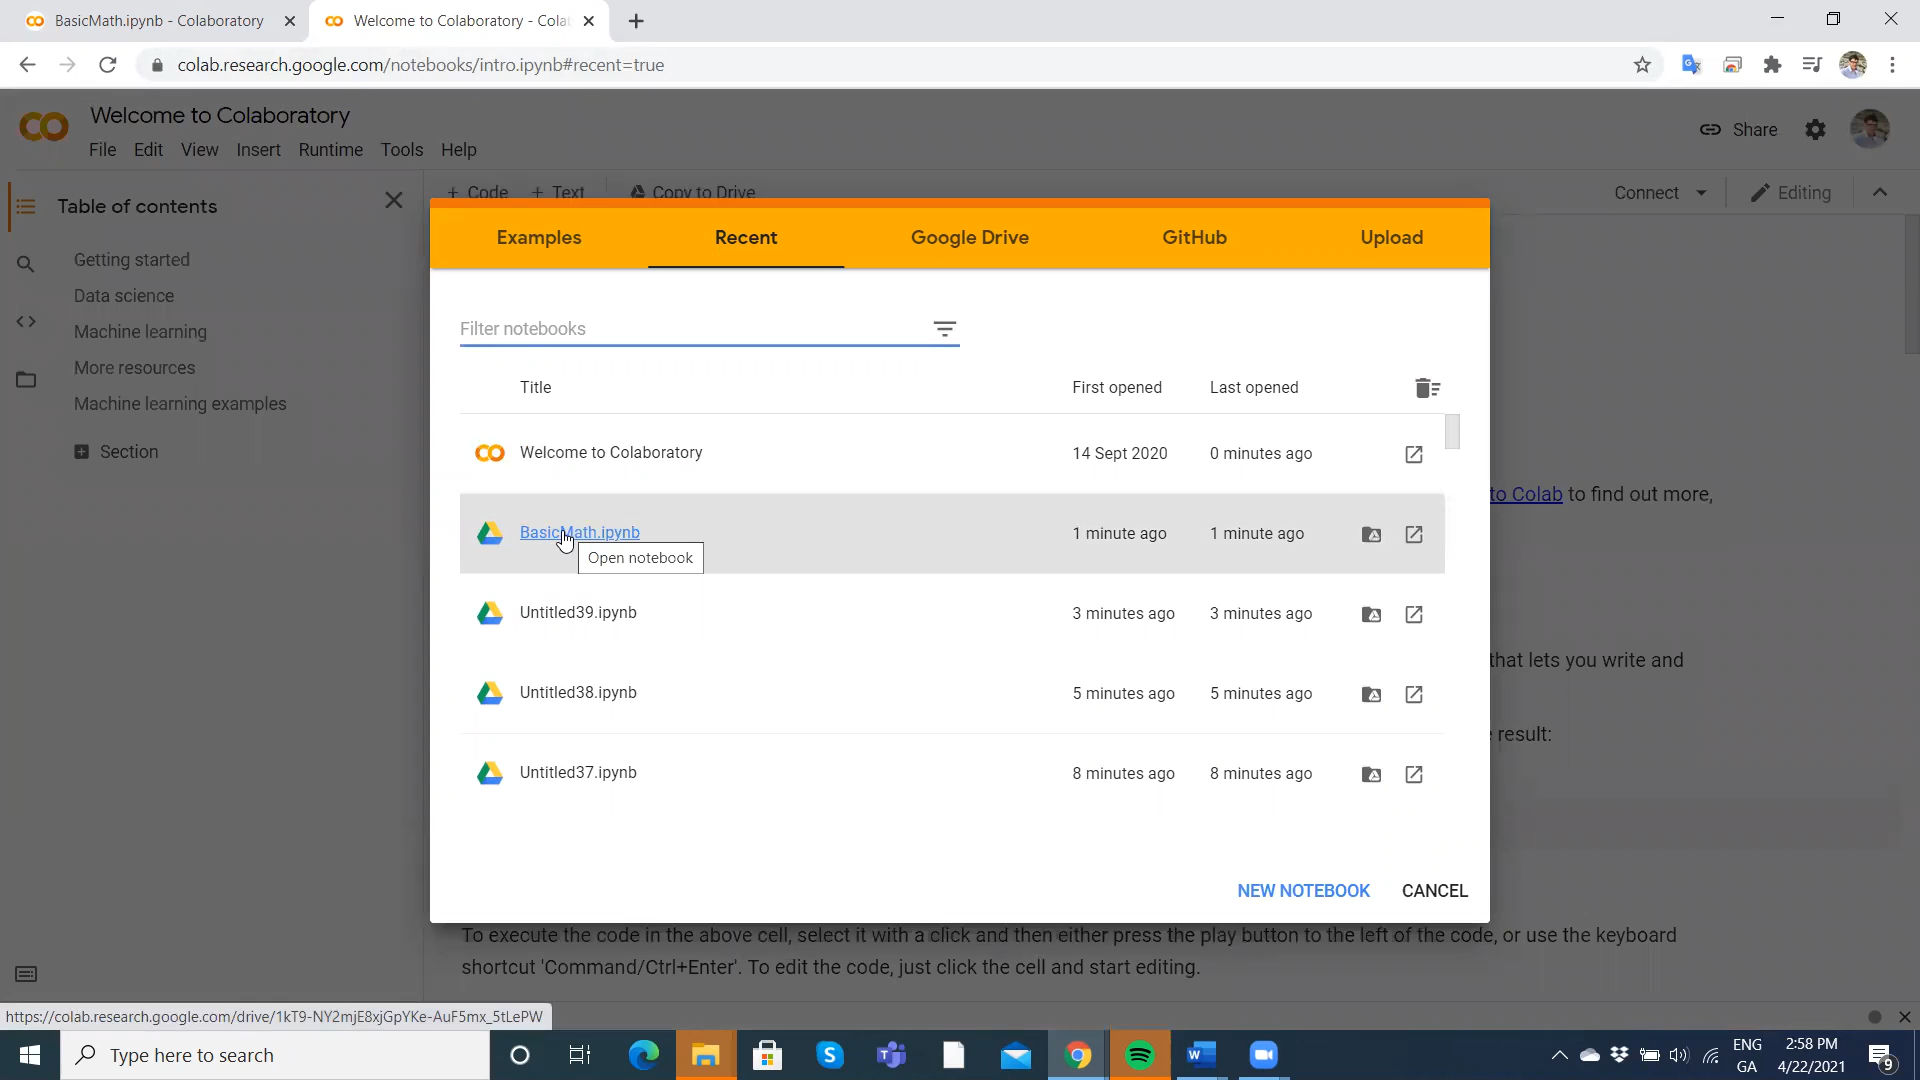 BasicMath.ipynb - Colaboratory
Welcome to Colaboratory - Cola
colab.research.google.com/notebooks/intro.ipynb#recent=true
Welcome to Colaboratory
Share
File Edit View Insert Runtime Tools Help
Table of contents
+ Code + Text Copy to Drive
Connect Editing
Getting started
Data science
Machine learning
More resources
Machine learning examples
Section
Examples Recent Google Drive GitHub Upload
Filter notebooks
Title First opened Last opened
Welcome to Colaboratory 14 Sept 2020 0 minutes ago
BasicMath.ipynb 1 minute ago 1 minute ago
Open notebook
Untitled39.ipynb 3 minutes ago 3 minutes ago
Untitled38.ipynb 5 minutes ago 5 minutes ago
Untitled37.ipynb 8 minutes ago 8 minutes ago
NEW NOTEBOOK CANCEL
to Colab to find out more,
that lets you write and
result:
To execute the code in the above cell, select it with a click and then either press the play button to the left of the code, or use the keyboard
shortcut 'Command/Ctrl+Enter'. To edit the code, just click the cell and start editing.
https://colab.research.google.com/drive/1kT9-NY2mjE8xjGpYKe-AuF5mx_5tLePW
Type here to search
ENG
GA
2:58 PM
4/22/2021
9